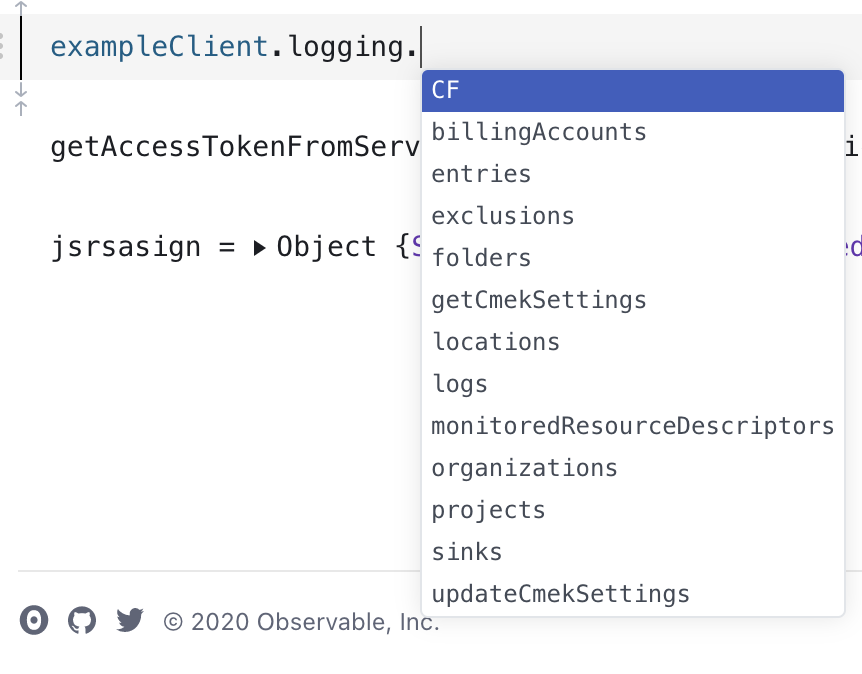 exampleClient.logging.
CF
billingAccounts
getAccessTokenFromServ
entries
exclusions
jsrsasign = ▶ Object {
folders
getCmekSettings
locations
logs
monitoredResourceDescriptors
organizations
projects
sinks
updateCmekSettings
© 2020 Observable, Inc.